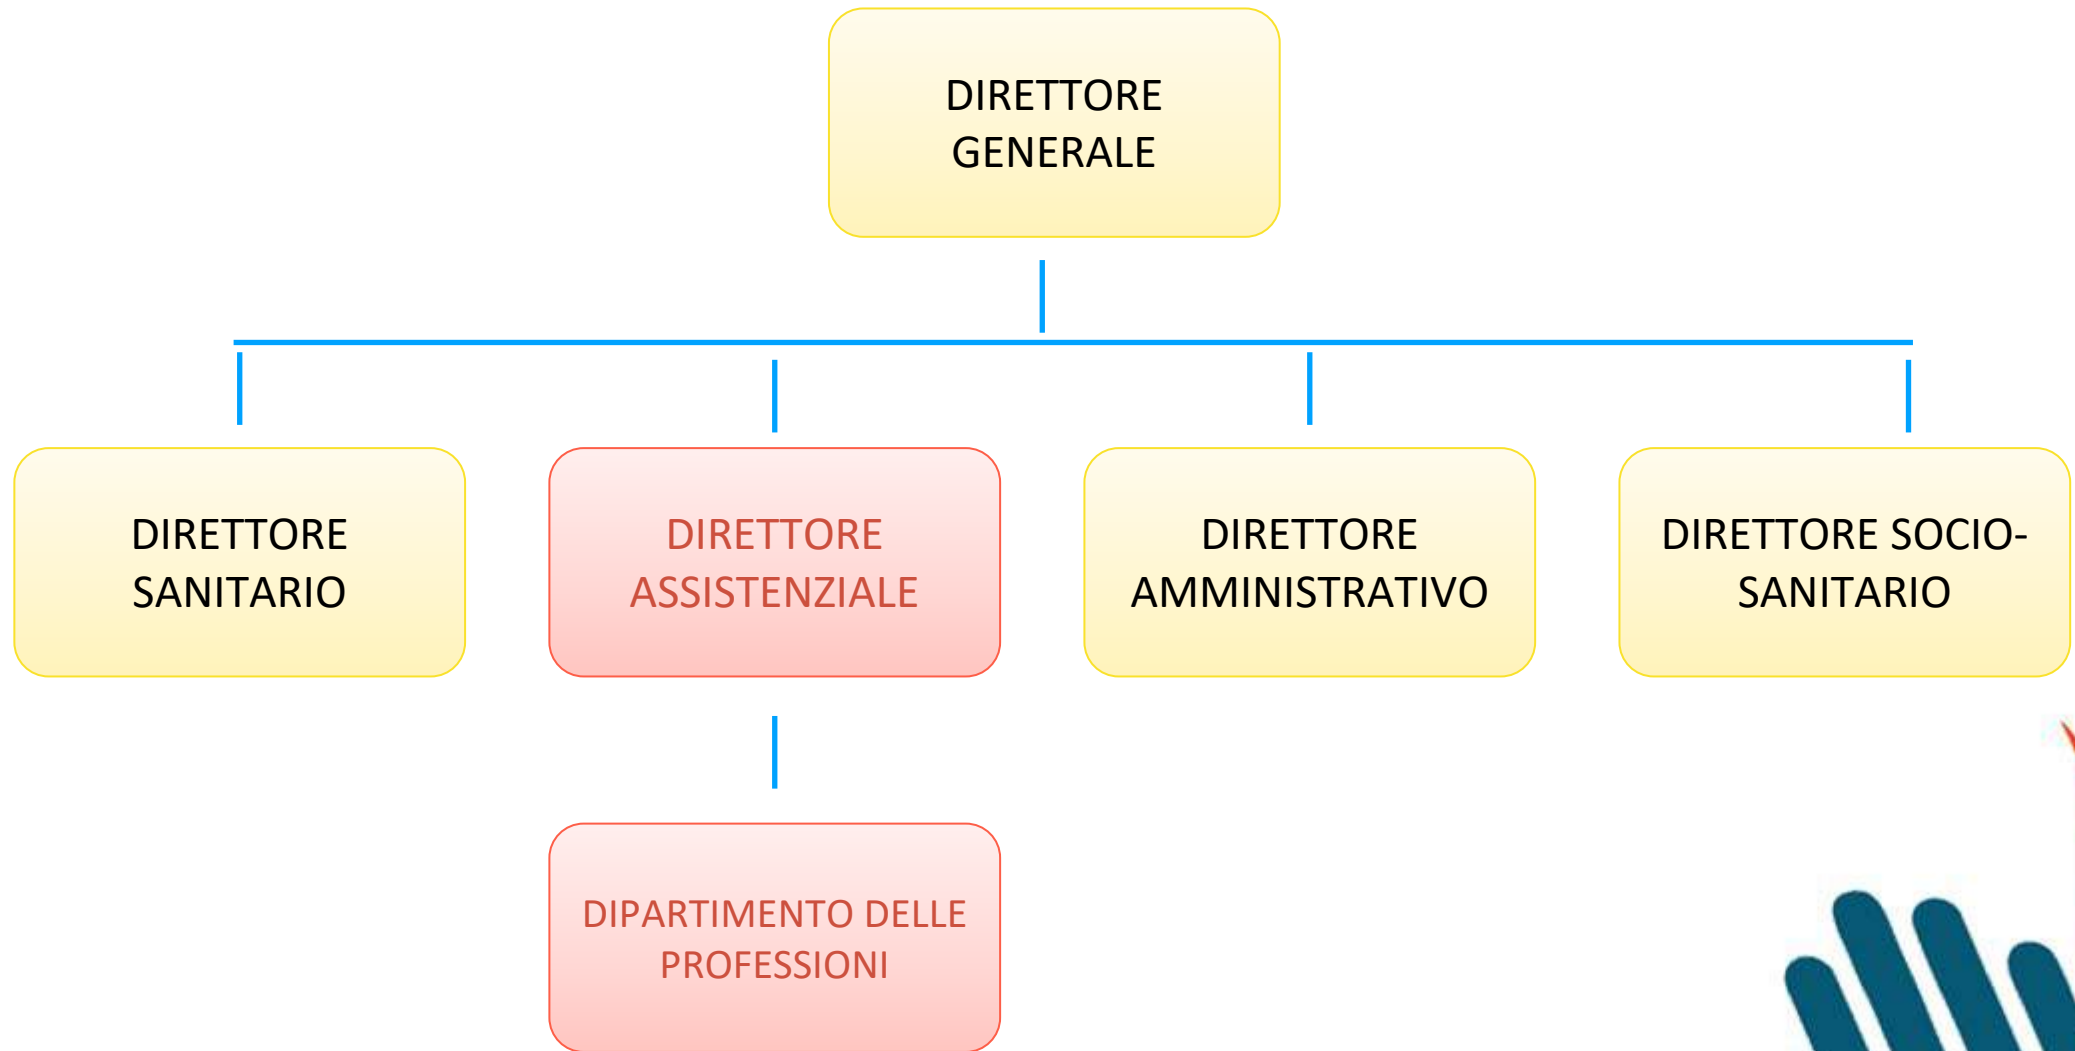 DIRETTORE
GENERALE
DIRETTORE
SANITARIO
DIRETTORE
ASSISTENZIALE
DIRETTORE
AMMINISTRATIVO
DIRETTORE SOCIO-
SANITARIO
DIPARTIMENTO DELLE
PROFESSIONI